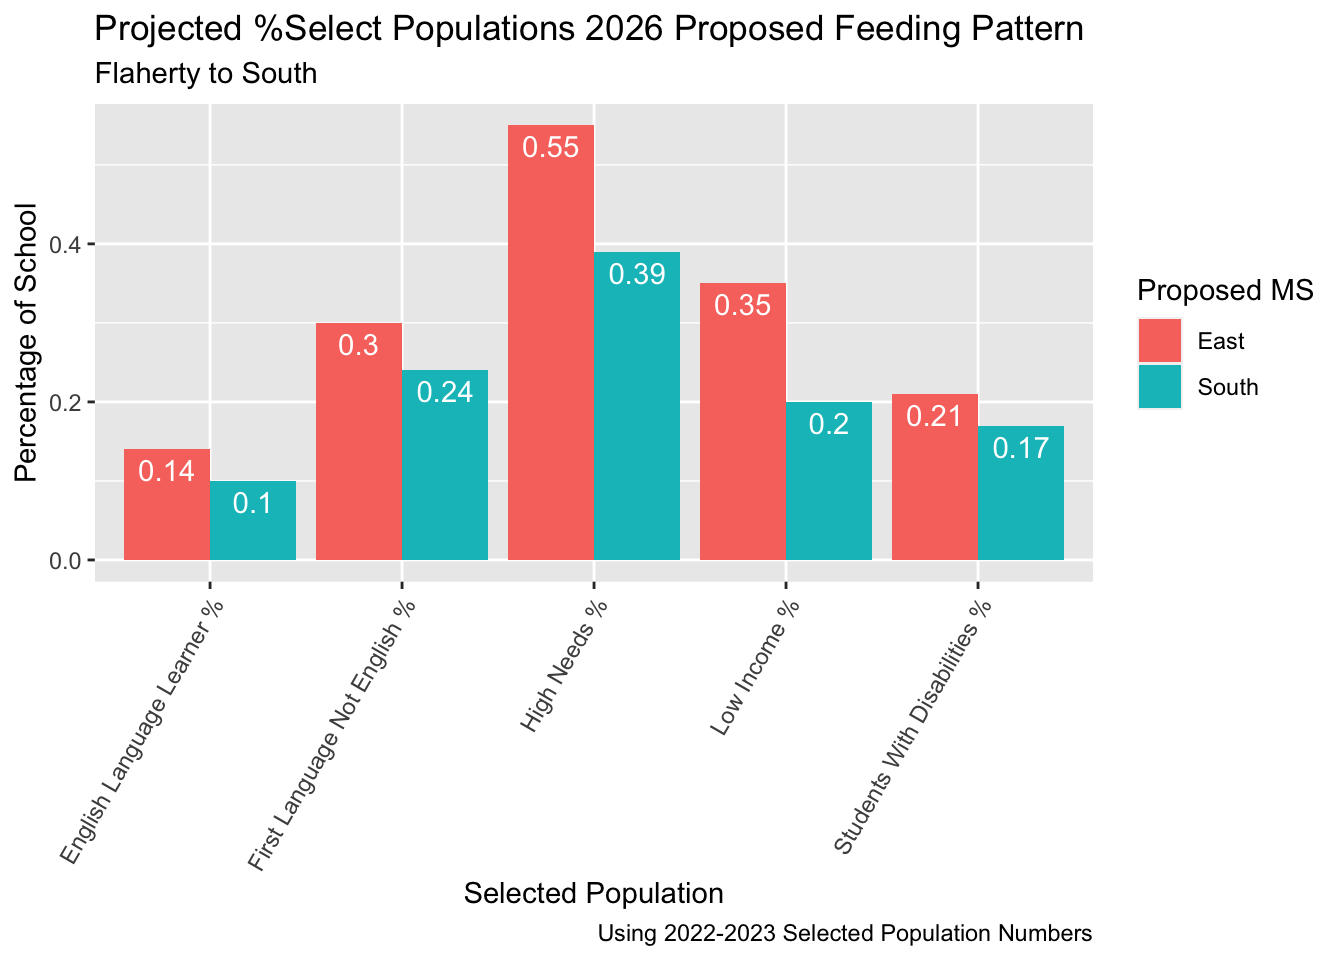 Projected %Select Populations 2026 Proposed Feeding Pattern
Flaherty to South
Percentage of School
0.4
0.2
0.0
0.14
0.1
0.3
0.24
0.55
0.39
0.35
0.2
0.21
0.17
Proposed MS
East
South
English Language Learner %
First Language Not English %
High Needs %
Low Income %
Students With Disabilities %
Selected Population
Using 2022-2023 Selected Population Numbers